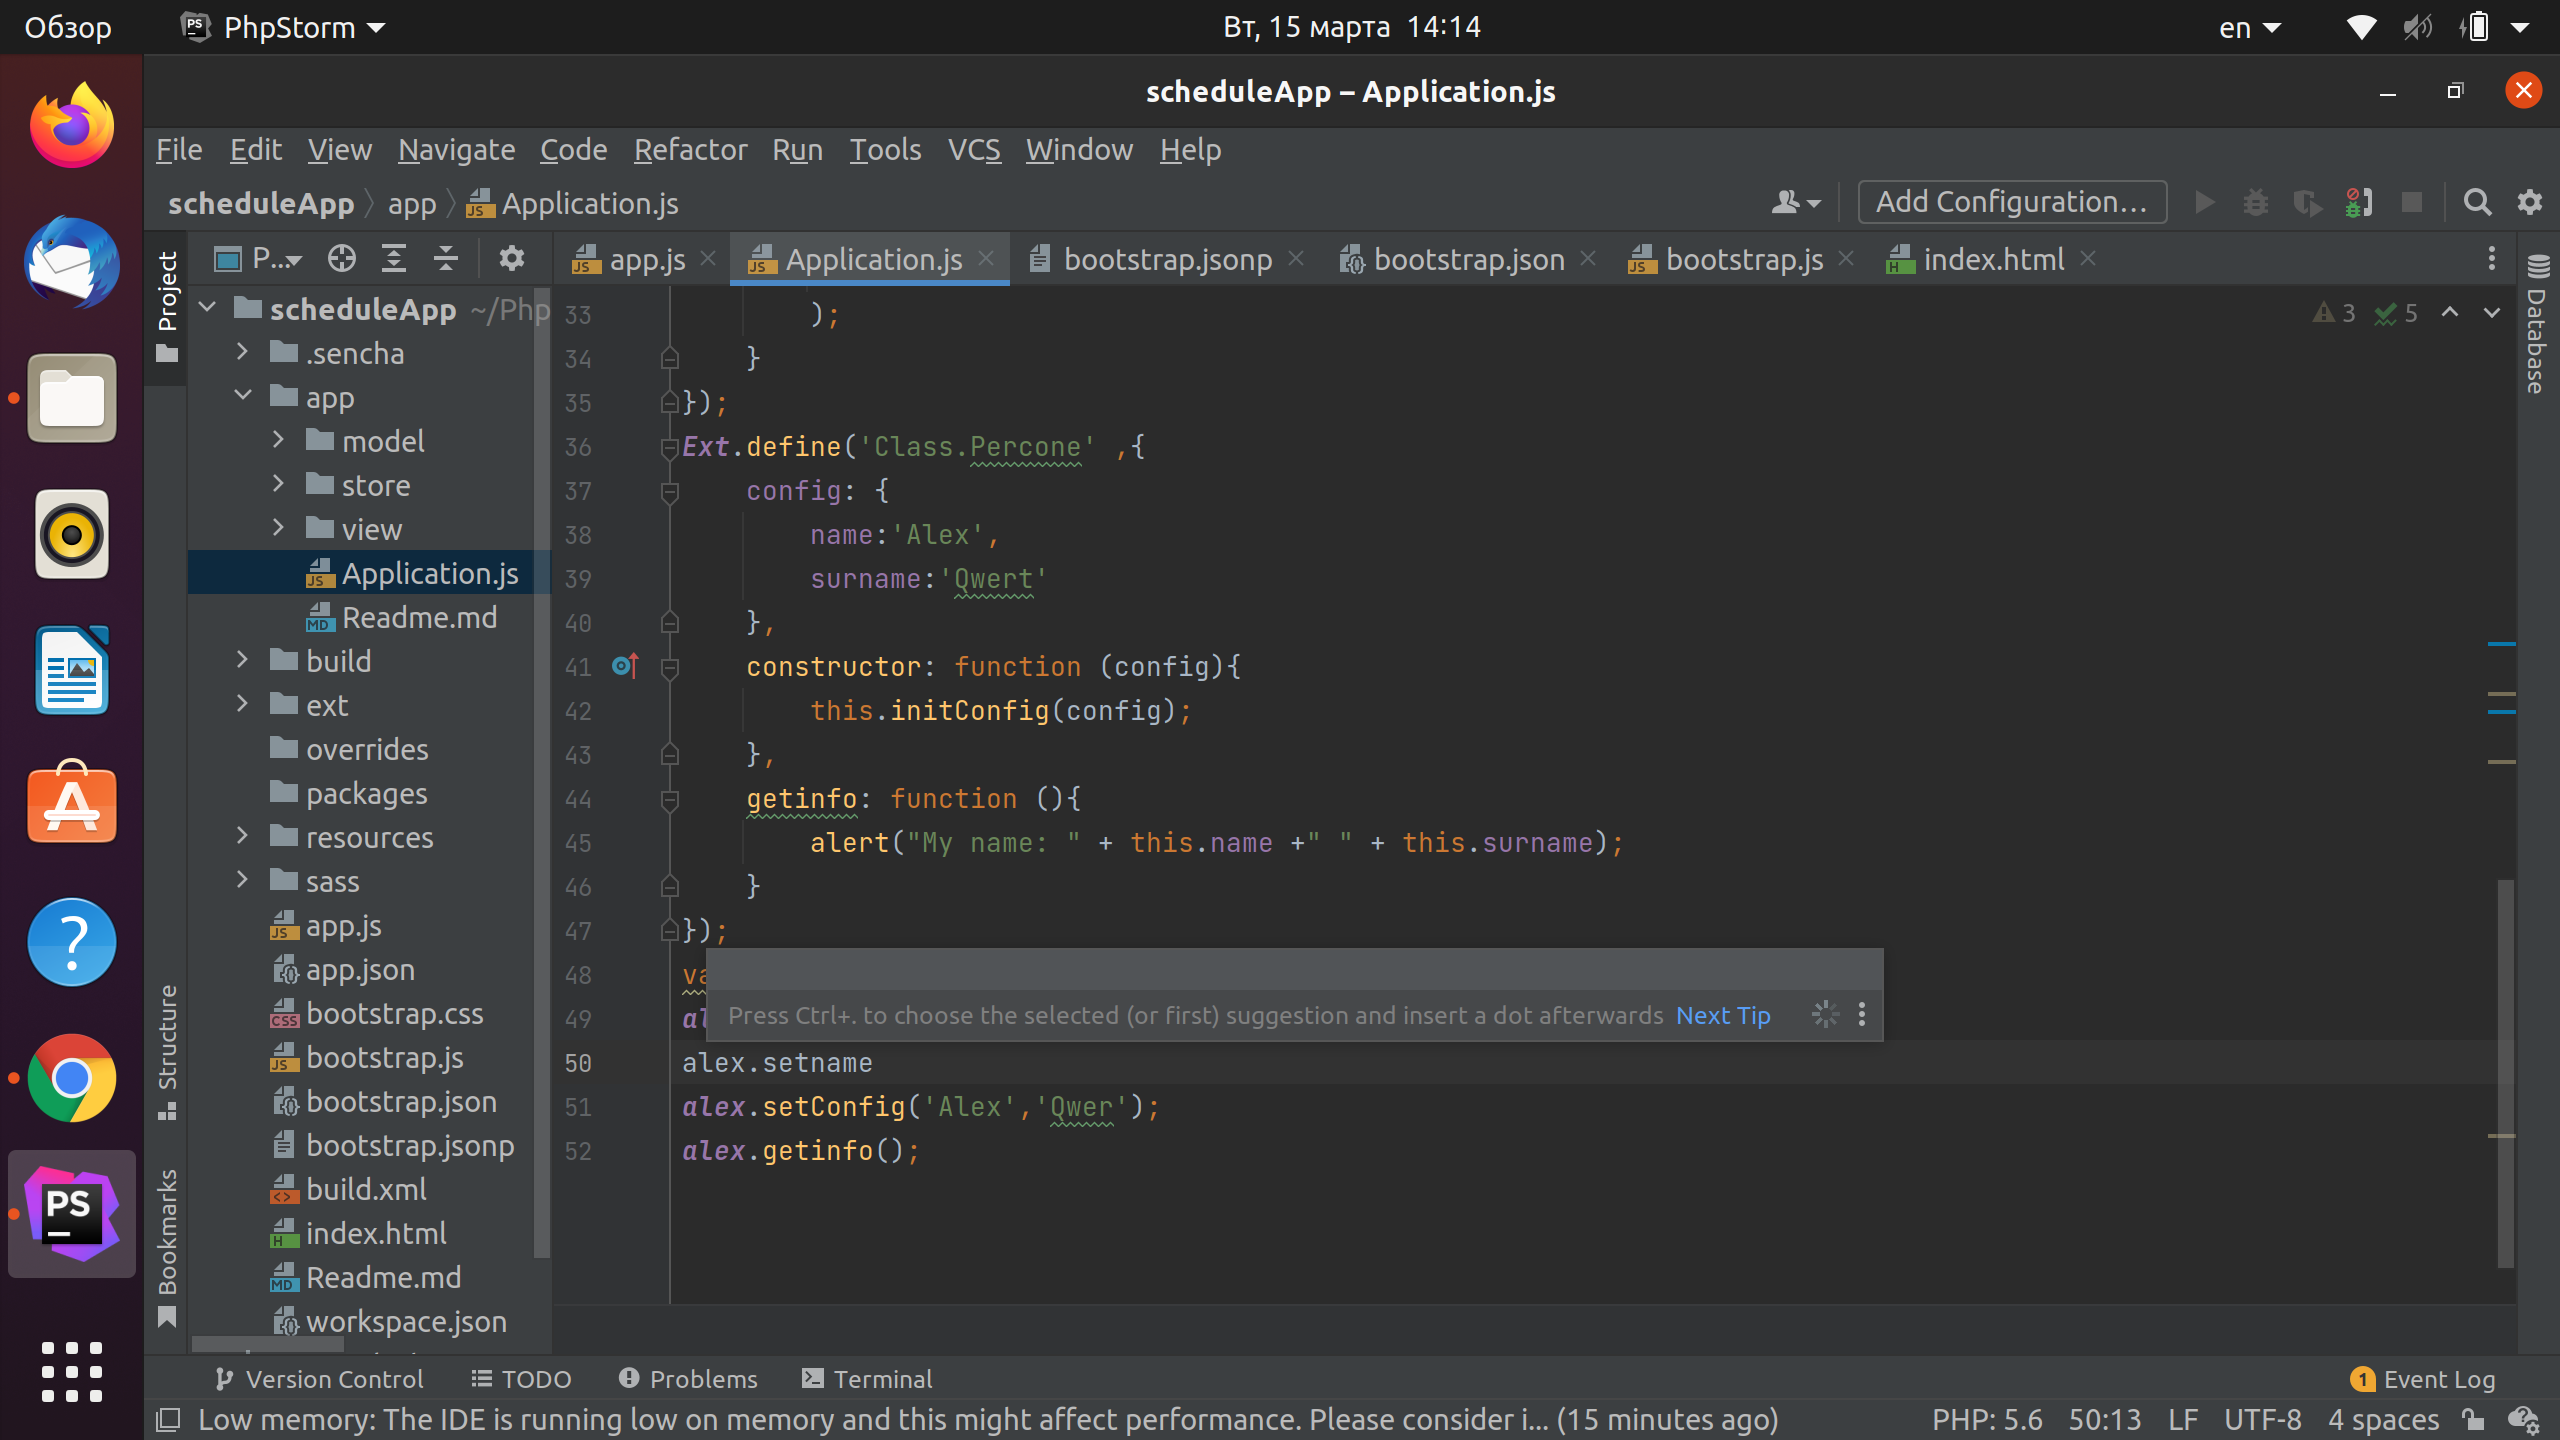 Обзор
PhpStorm
Вт, 15 марта 14:14
en
scheduleApp – Application.js
File Edit View Navigate Code Refactor Run Tools VCS Window Help
scheduleApp app Application.js
Add Configuration...
Project
P...
app.js Application.js bootstrap.jsonp bootstrap.json bootstrap.js index.html
Database
scheduleApp ~/Php
.sencha
app
model
store
view
Application.js
Readme.md
build
ext
overrides
packages
resources
sass
app.js
app.json
bootstrap.css
bootstrap.js
bootstrap.json
bootstrap.jsonp
build.xml
index.html
Readme.md
workspace.json
Structure
Bookmarks
3 5
33 );
34 }
35 });
36 Ext.define('Class.Percone' ,{
37 config: {
38 name:'Alex',
39 surname:'Qwert'
40 },
41 constructor: function (config){
42 this.initConfig(config);
43 },
44 getinfo: function (){
45 alert("My name: " + this.name +" " + this.surname);
46 }
47 });
48 va
49 al
Press Ctrl+. to choose the selected (or first) suggestion and insert a dot afterwards Next Tip
50 alex.setname
51 alex.setConfig('Alex','Qwer');
52 alex.getinfo();
PS
Version Control TODO Problems Terminal
1 Event Log
Low memory: The IDE is running low on memory and this might affect performance. Please consider i... (15 minutes ago)
PHP: 5.6 50:13 LF UTF-8 4 spaces